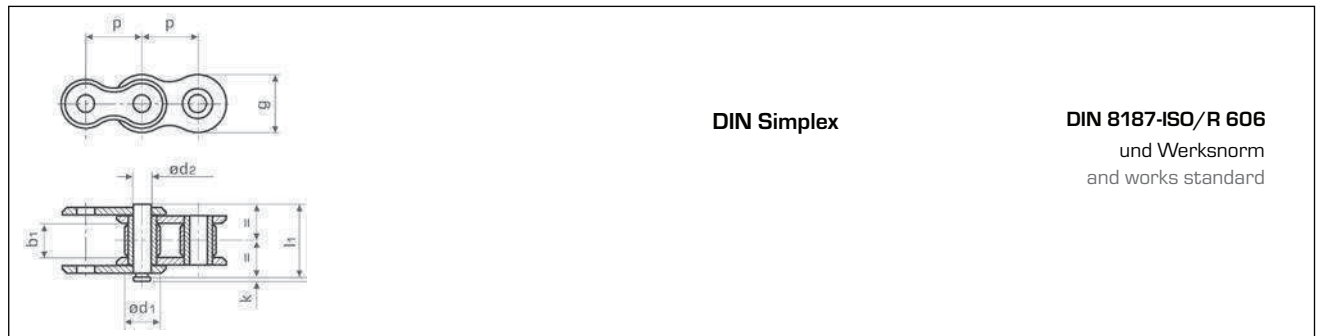 p p
g
DIN Simplex
DIN 8187-ISO/R 606
und Werksnorm
and works standard
ød₂
b₁
=
=
l₁
k
ød₁